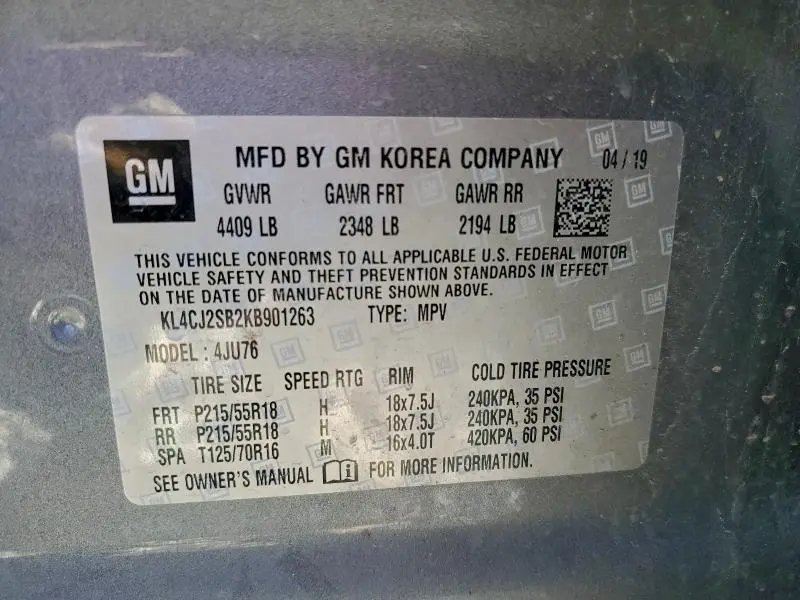 GM
MFD BY GM KOREA COMPANY 04 / 19
GVWR GAWR FRT GAWR RR
4409 LB 2348 LB 2194 LB
THIS VEHICLE CONFORMS TO ALL APPLICABLE U.S. FEDERAL MOTOR
VEHICLE SAFETY AND THEFT PREVENTION STANDARDS IN EFFECT
ON THE DATE OF MANUFACTURE SHOWN ABOVE.
KL4CJ2SB2KB901263 TYPE: MPV
MODEL : 4JU76
TIRE SIZE SPEED RTG RIM COLD TIRE PRESSURE
FRT P215/55R18 H 18x7.5J 240KPA, 35 PSI
RR P215/55R18 H 18x7.5J 240KPA, 35 PSI
SPA T125/70R16 M 16x4.0T 420KPA, 60 PSI
SEE OWNER'S MANUAL FOR MORE INFORMATION.